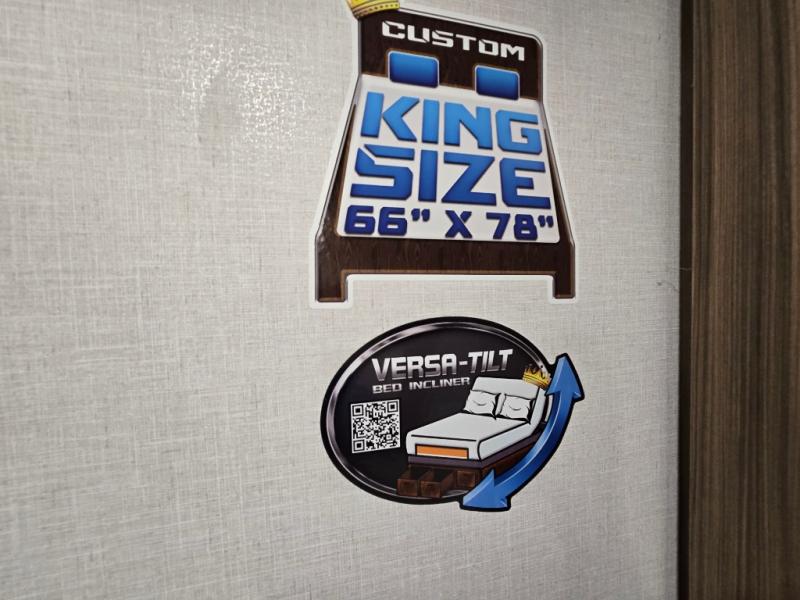 CUSTOM
KING
SIZE
66" X 78"
VERSA-TILT
BED INCLINER